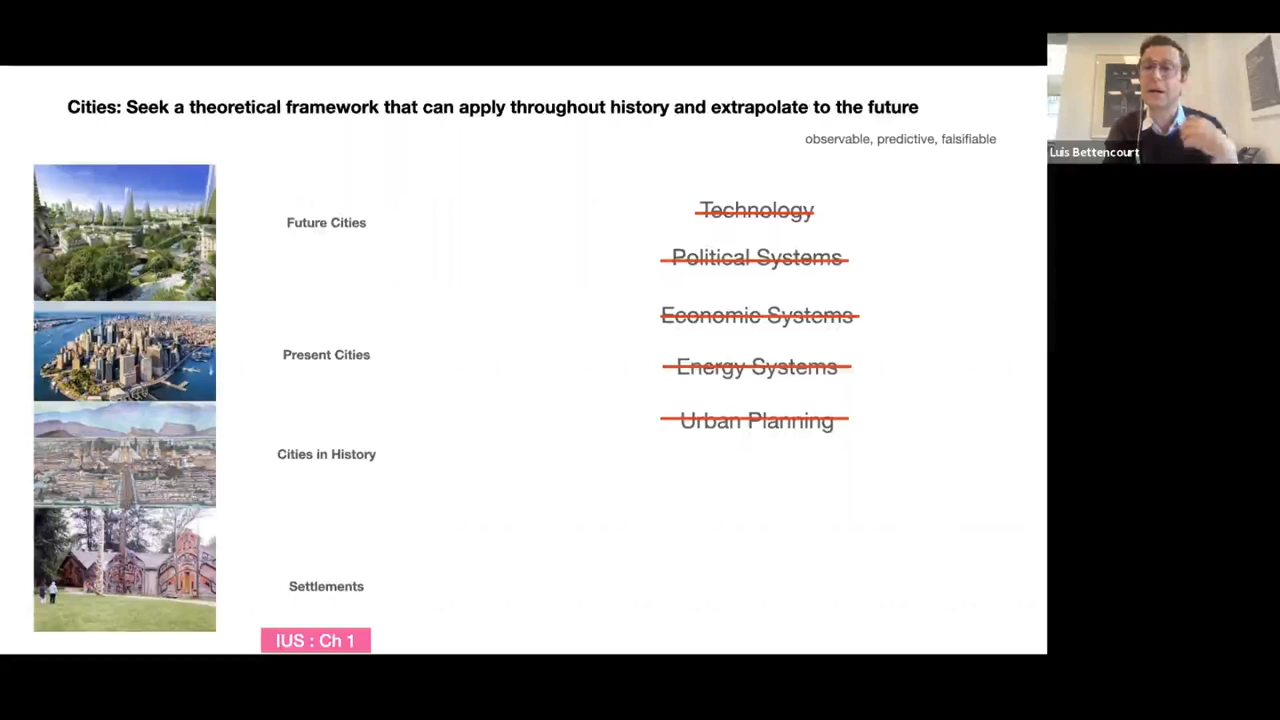 Cities: Seek a theoretical framework that can apply throughout history and extrapolate to the future
observable, predictive, falsifiable
Luis Bettencourt
Future Cities
Present Cities
Cities in History
Settlements
Technology
Political Systems
Economic Systems
Energy Systems
Urban Planning
IUS : Ch 1